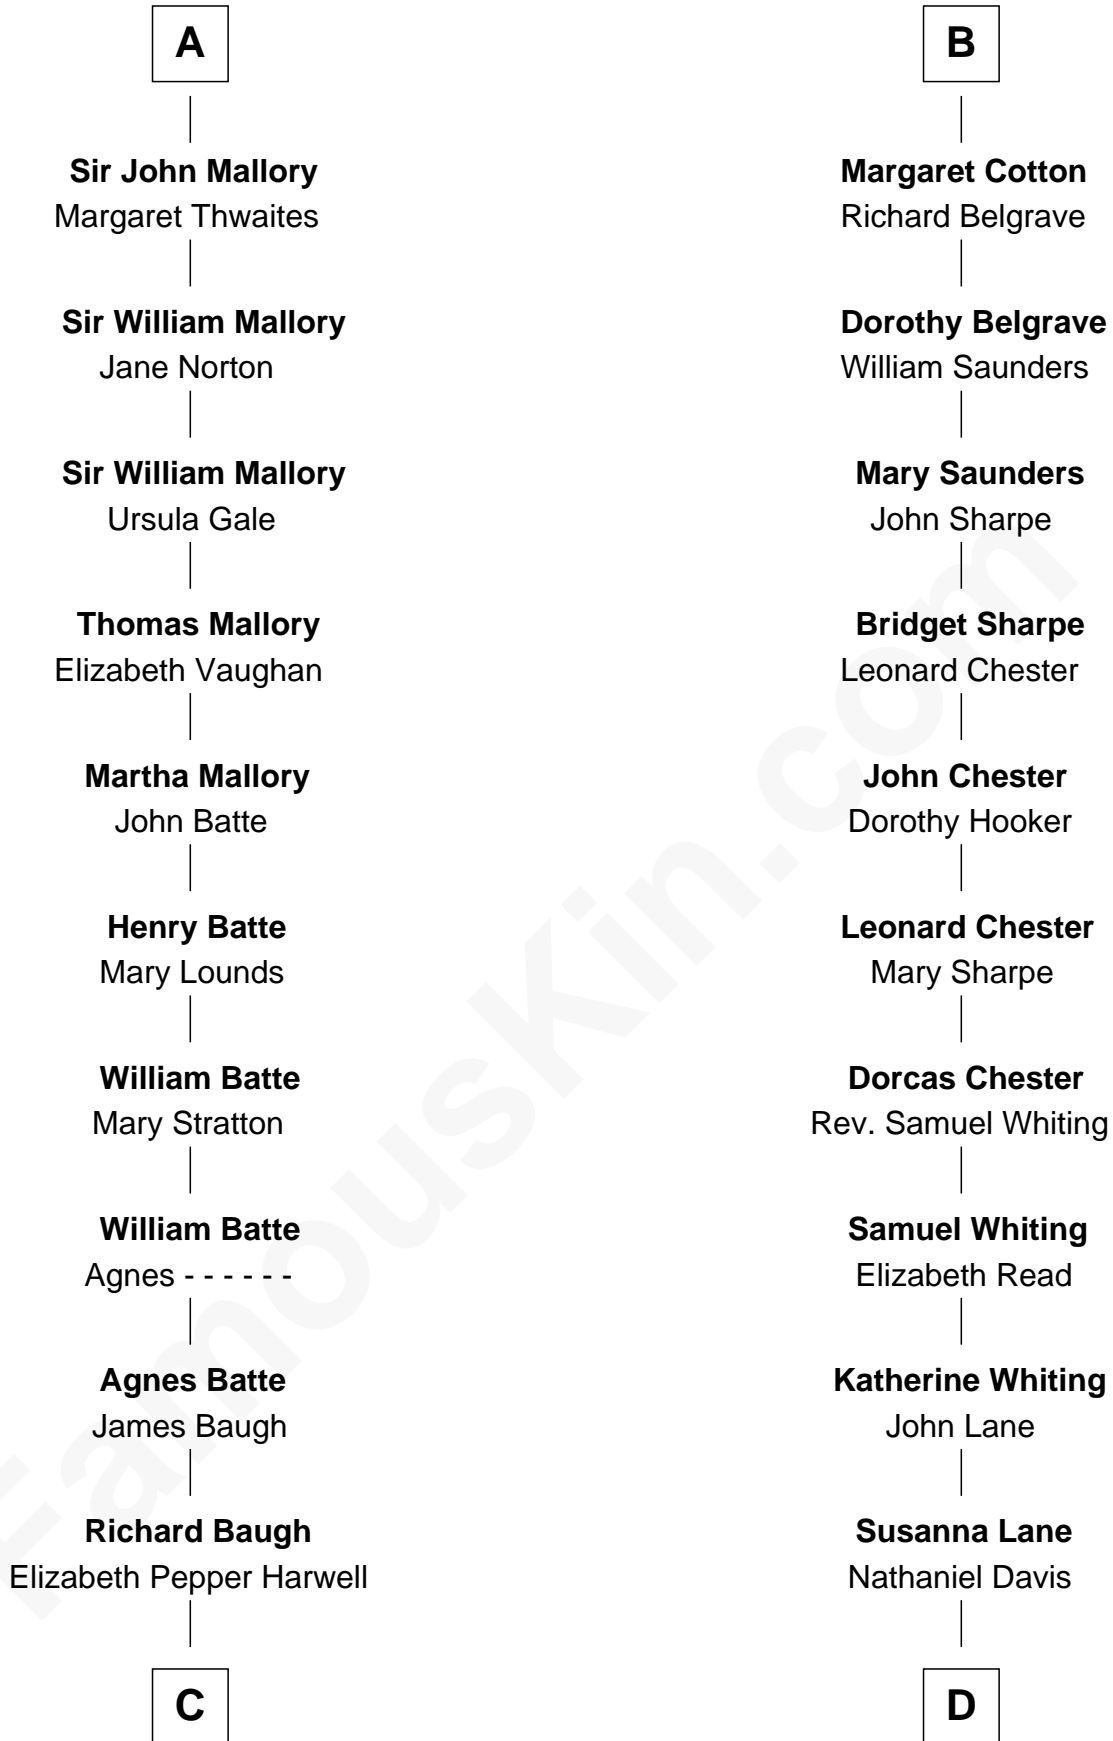 A
Sir John Mallory
Margaret Thwaites
Sir William Mallory
Jane Norton
Sir William Mallory
Ursula Gale
Thomas Mallory
Elizabeth Vaughan
Martha Mallory
John Batte
Henry Batte
Mary Lounds
William Batte
Mary Stratton
William Batte
Agnes - - - - - -
Agnes Batte
James Baugh
Richard Baugh
Elizabeth Pepper Harwell
C
B
Margaret Cotton
Richard Belgrave
Dorothy Belgrave
William Saunders
Mary Saunders
John Sharpe
Bridget Sharpe
Leonard Chester
John Chester
Dorothy Hooker
Leonard Chester
Mary Sharpe
Dorcas Chester
Rev. Samuel Whiting
Samuel Whiting
Elizabeth Read
Katherine Whiting
John Lane
Susanna Lane
Nathaniel Davis
D
FamousKin.com